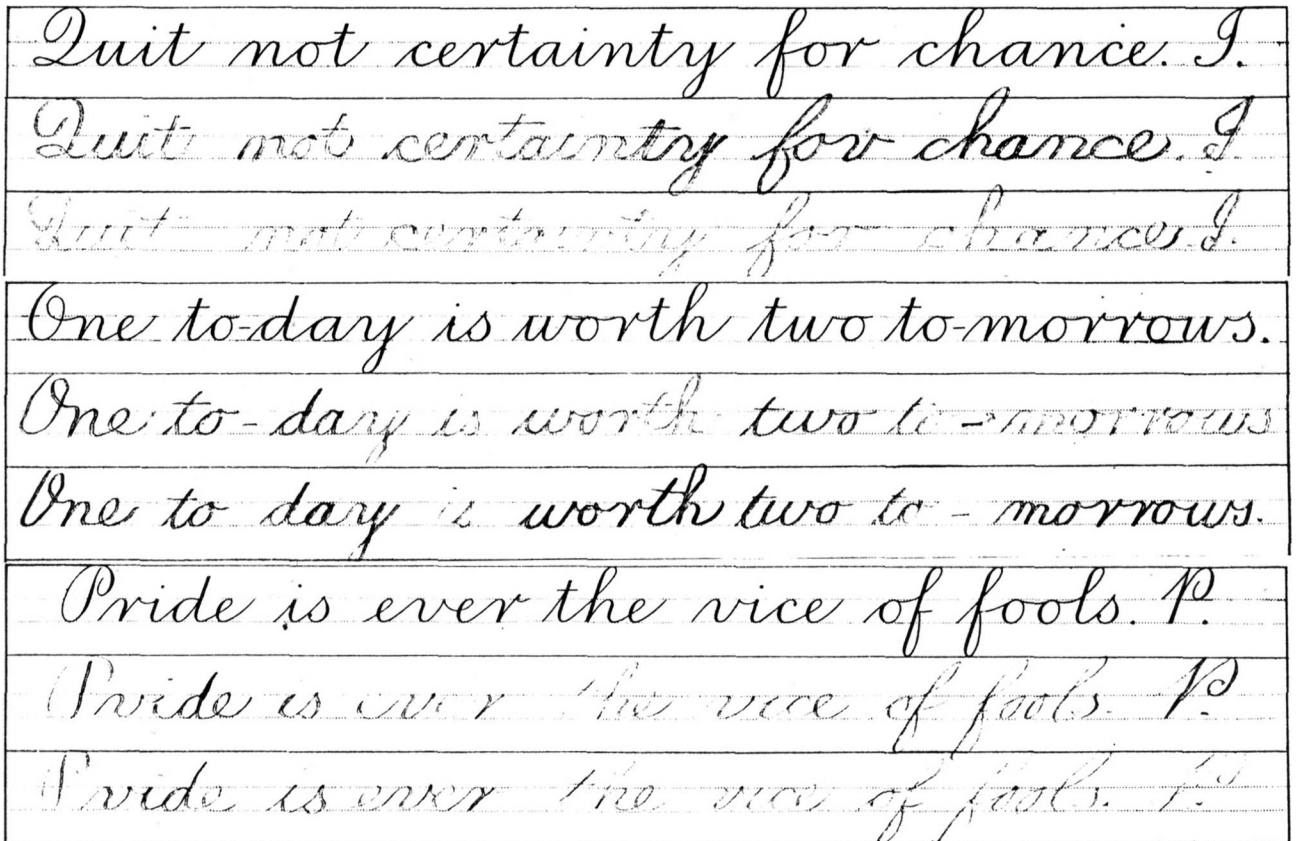 Quit not certainty for chance. I.
Quit not certainty for chance. I
Quit not certainty for chance I.
One to-day is worth two to-morrows.
One to-day is worth two to-morrows
One to day is worth two to-morrows.
Pride is ever the vice of fools. P.
Pride is ever the vice of fools. P.
Pride is ever the vice of fools. P.